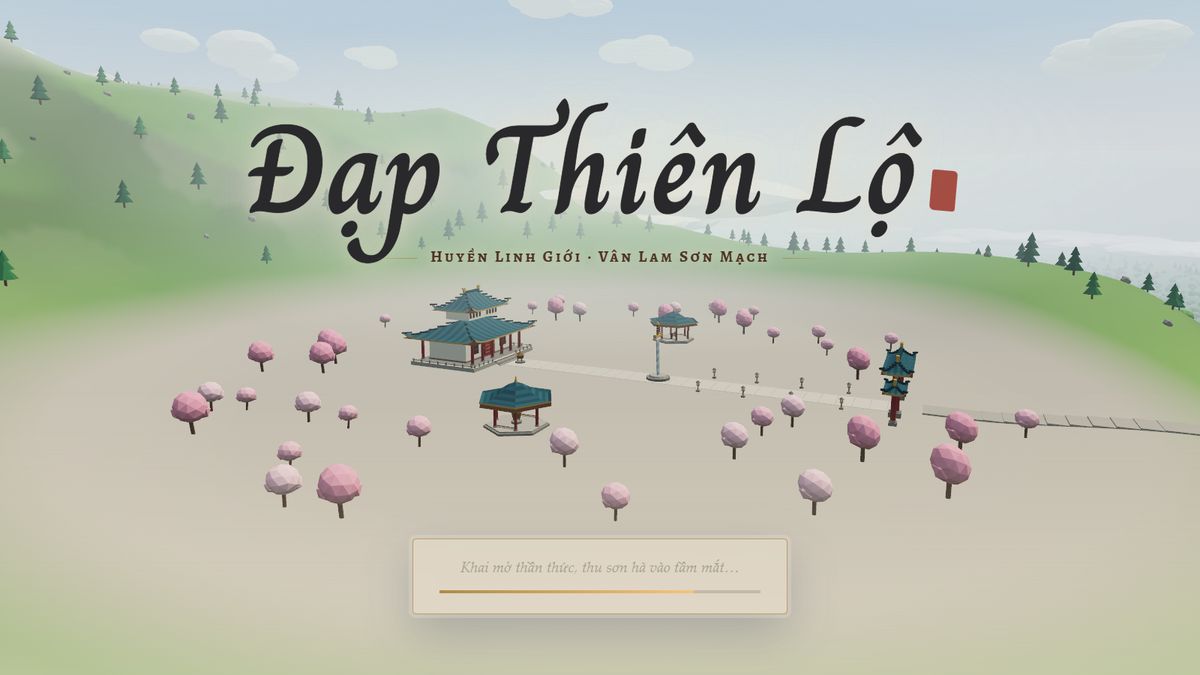 Đạp Thiên Lộ
Huyền Linh Giới · Vân Lam Sơn Mạch
Khai mở thần thức, thu sơn hà vào tầm mắt…